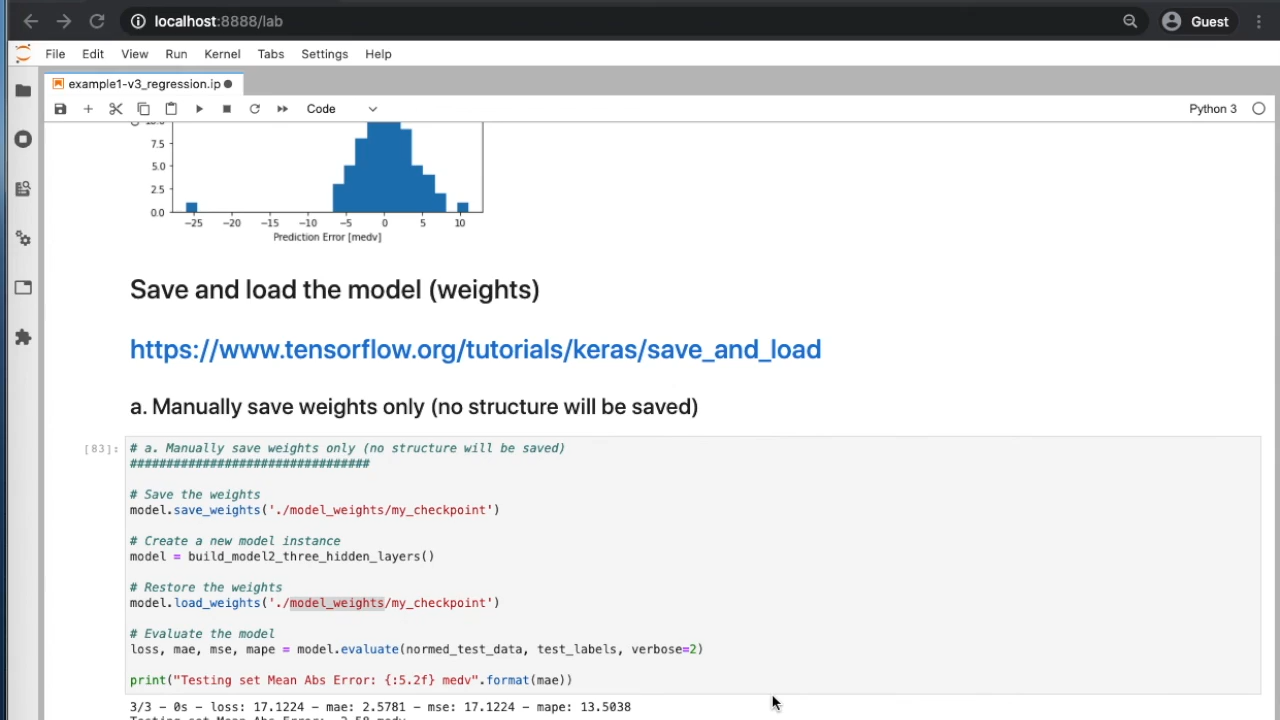 localhost:8888/lab
Guest
File Edit View Run Kernel Tabs Settings Help
example1-v3_regression.ip
Code
Python 3
7.5
5.0
2.5
0.0
−25 −20 −15 −10 −5 0 5 10
Prediction Error [medv]
Save and load the model (weights)
https://www.tensorflow.org/tutorials/keras/save_and_load
a. Manually save weights only (no structure will be saved)
[83]:
# a. Manually save weights only (no structure will be saved)
#################################
# Save the weights
model.save_weights('./model_weights/my_checkpoint')
# Create a new model instance
model = build_model2_three_hidden_layers()
# Restore the weights
model.load_weights('./model_weights/my_checkpoint')
# Evaluate the model
loss, mae, mse, mape = model.evaluate(normed_test_data, test_labels, verbose=2)
print("Testing set Mean Abs Error: {:5.2f} medv".format(mae))
3/3 - 0s - loss: 17.1224 - mae: 2.5781 - mse: 17.1224 - mape: 13.5038